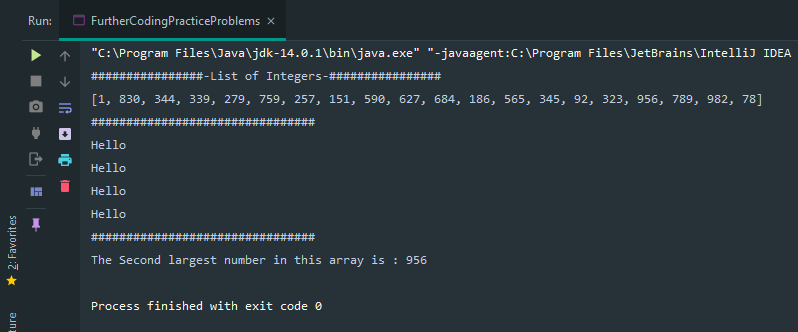 Run: FurtherCodingPracticeProblems ×
"C:\Program Files\Java\jdk-14.0.1\bin\java.exe" "-javaagent:C:\Program Files\JetBrains\IntelliJ IDEA
################-List of Integers-################
[1, 830, 344, 339, 279, 759, 257, 151, 590, 627, 684, 186, 565, 345, 92, 323, 956, 789, 982, 78]
################################
Hello
Hello
Hello
Hello
################################
The Second largest number in this array is : 956
Process finished with exit code 0
2: Favorites